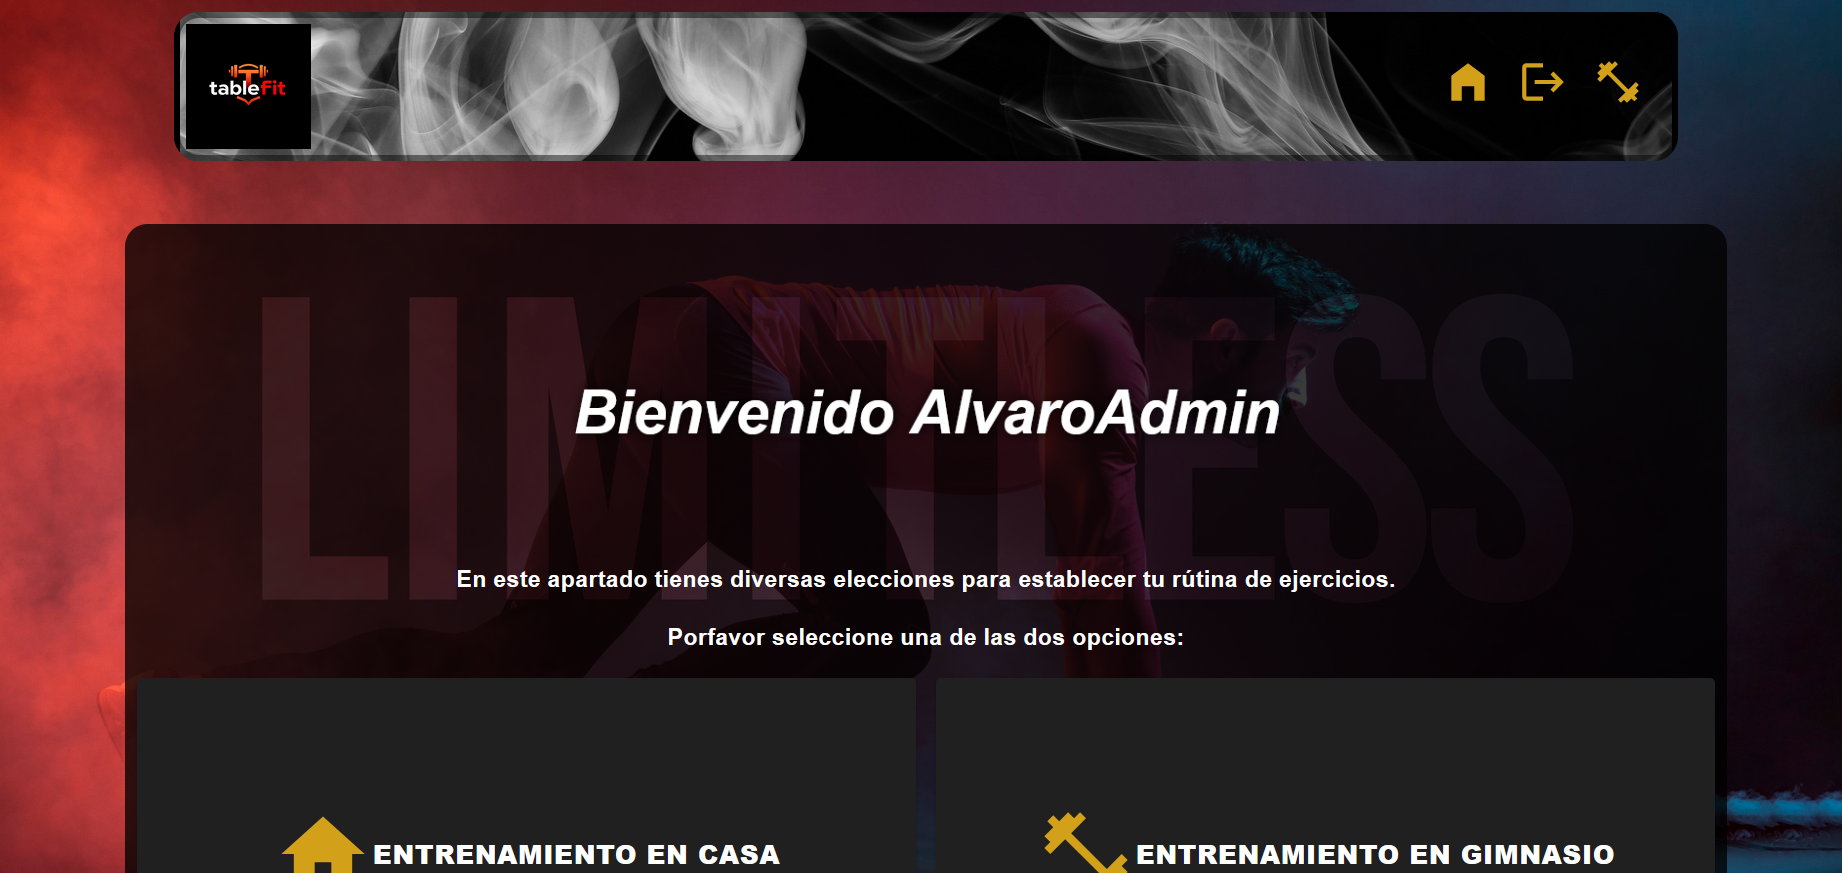 tablefit
LIMITLESS
Bienvenido AlvaroAdmin
En este apartado tienes diversas elecciones para establecer tu rútina de ejercicios.
Porfavor seleccione una de las dos opciones:
ENTRENAMIENTO EN CASA
ENTRENAMIENTO EN GIMNASIO